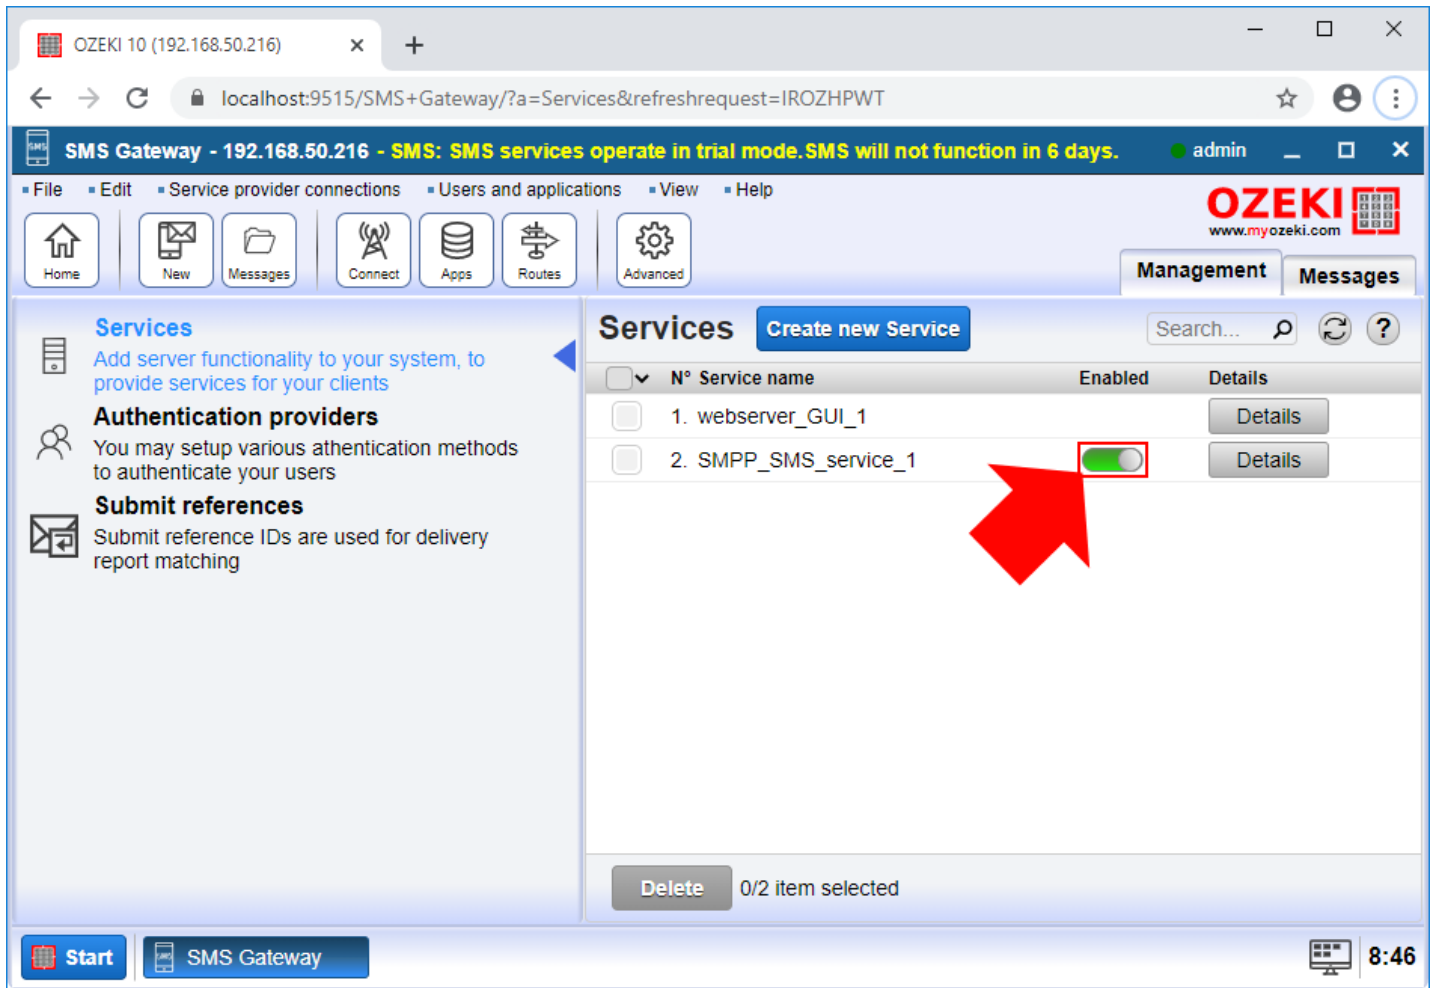 OZEKI 10 (192.168.50.216)
localhost:9515/SMS+Gateway/?a=Services&refreshrequest=IROZHPWT
SMS
SMS Gateway - 192.168.50.216 - SMS: SMS services operate in trial mode.SMS will not function in 6 days.
admin
File
Edit
Service provider connections
Users and applications
View
Help
OZEKI
www.myozeki.com
Home
New
Messages
Connect
Apps
Routes
Advanced
Management
Messages
Services
Add server functionality to your system, to
provide services for your clients
Authentication providers
You may setup various athentication methods
to authenticate your users
Submit references
Submit reference IDs are used for delivery
report matching
Services
Create new Service
Search...
?
N° Service name
Enabled
Details
1. webserver_GUI_1
Details
2. SMPP_SMS_service_1
Details
Delete
0/2 item selected
Start
SMS Gateway
8:46